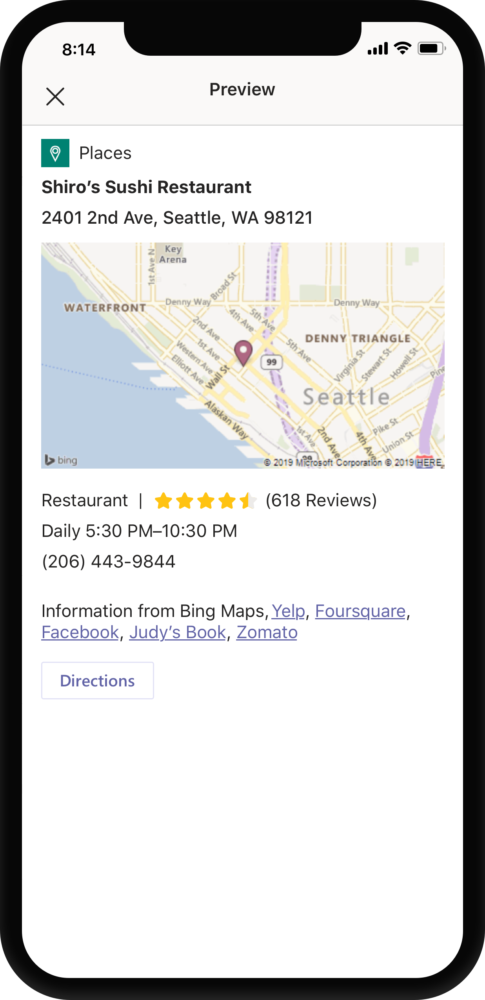 8:14
Preview
Places
Shiro’s Sushi Restaurant
2401 2nd Ave, Seattle, WA 98121
Key
Arena
1st Ave N
Broad St
Denny Way
Denny Way
WATERFRONT
4th Ave
5th Ave
2nd Ave
DENNY TRIANGLE
5th Ave
1st Ave
Western Ave
Elliott Ave
Wall St
99
Virginia St
Stewart St
Howell St
Pine
Seattle
Alaskan Way
Pike St
Union St
1st Ave
2nd Ave
4th Ave
99
bing
© 2019 Microsoft Corporation © 2019 HERE
Restaurant | (618 Reviews)
Daily 5:30 PM–10:30 PM
(206) 443-9844
Information from Bing Maps, Yelp, Foursquare,
Facebook, Judy’s Book, Zomato
Directions